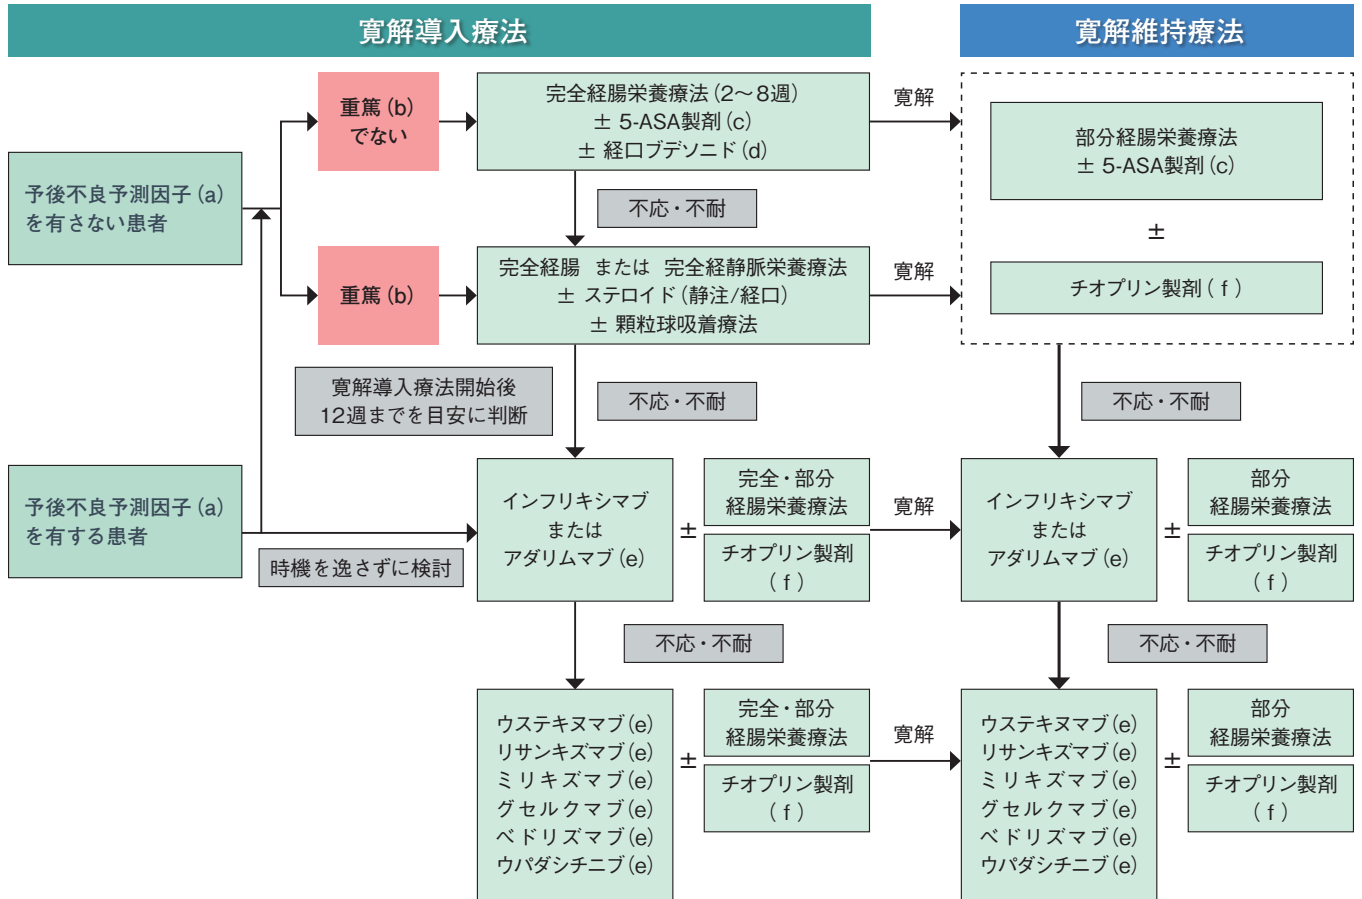 寛解導入療法
寛解維持療法
予後不良予測因子(a)
を有さない患者
重篤(b)
でない
完全経腸栄養療法(2〜8週)
± 5-ASA製剤(c)
± 経口ブデソニド(d)
寛解
部分経腸栄養療法
± 5-ASA製剤(c)
±
チオプリン製剤(f)
不応・不耐
重篤(b)
完全経腸 または 完全経静脈栄養療法
± ステロイド(静注/経口)
± 顆粒球吸着療法
寛解
寛解導入療法開始後
12週までを目安に判断
不応・不耐
不応・不耐
予後不良予測因子(a)
を有する患者
時機を逸さずに検討
インフリキシマブ
または
アダリムマブ(e)
±
完全・部分
経腸栄養療法
チオプリン製剤
(f)
寛解
インフリキシマブ
または
アダリムマブ(e)
±
部分
経腸栄養療法
チオプリン製剤
(f)
不応・不耐
不応・不耐
ウステキヌマブ(e)
リサンキズマブ(e)
ミリキズマブ(e)
グセルクマブ(e)
ベドリズマブ(e)
ウパダシチニブ(e)
±
完全・部分
経腸栄養療法
チオプリン製剤
(f)
寛解
ウステキヌマブ(e)
リサンキズマブ(e)
ミリキズマブ(e)
グセルクマブ(e)
ベドリズマブ(e)
ウパダシチニブ(e)
±
部分
経腸栄養療法
チオプリン製剤
(f)